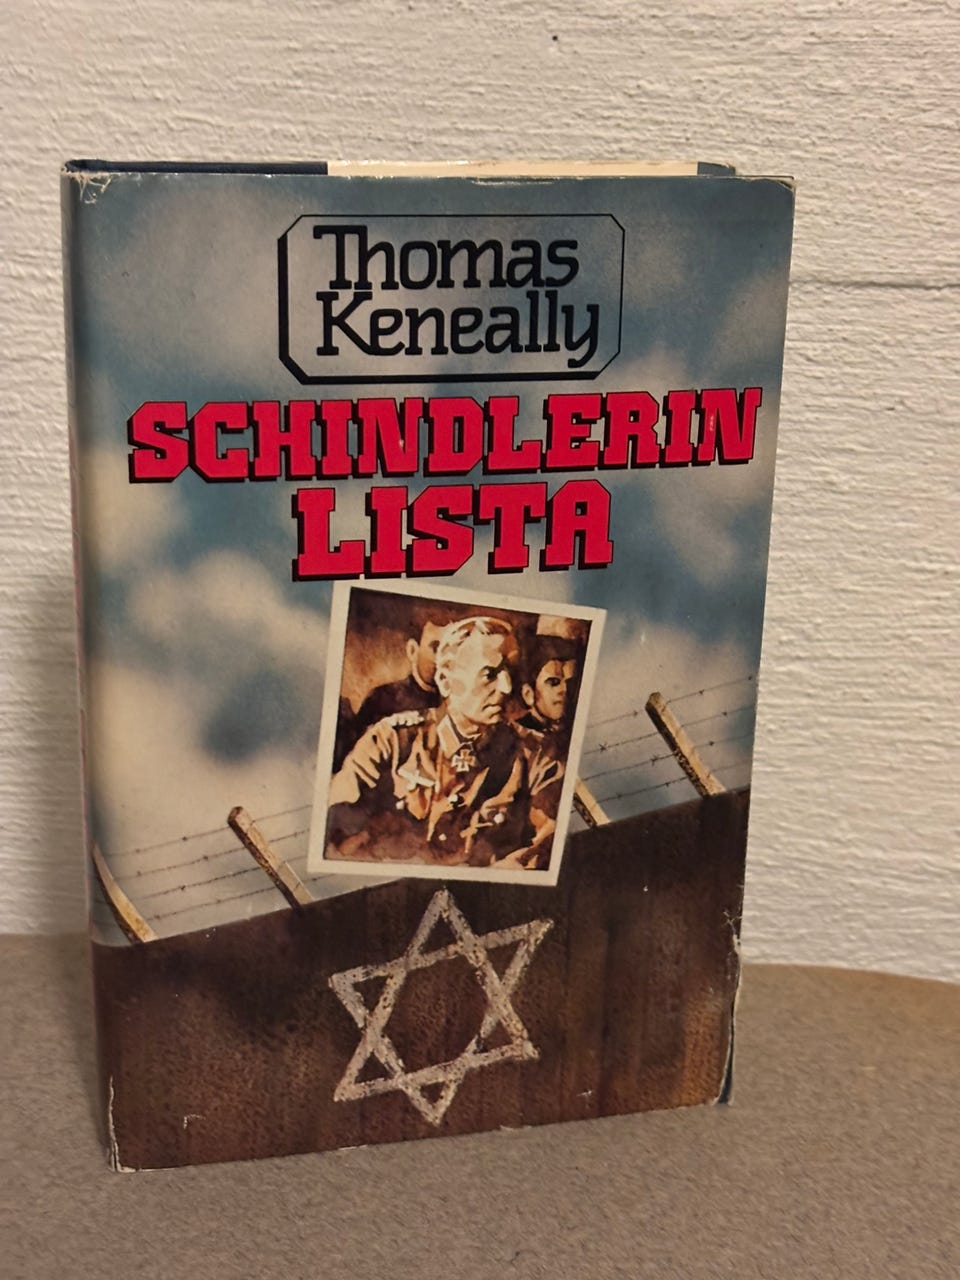 Thomas
Keneally
SCHINDLERIN
LISTA